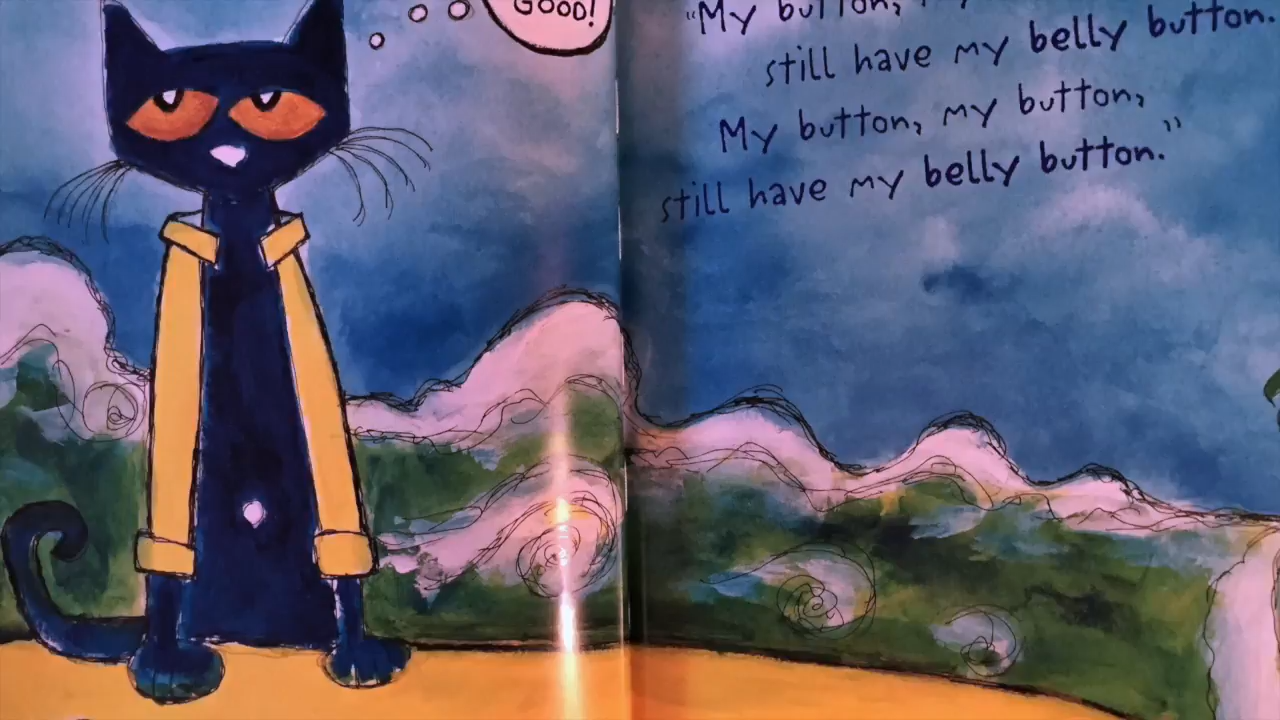 GOOD!
"My button,
still have my belly button.
My button, my button,
still have my belly button."